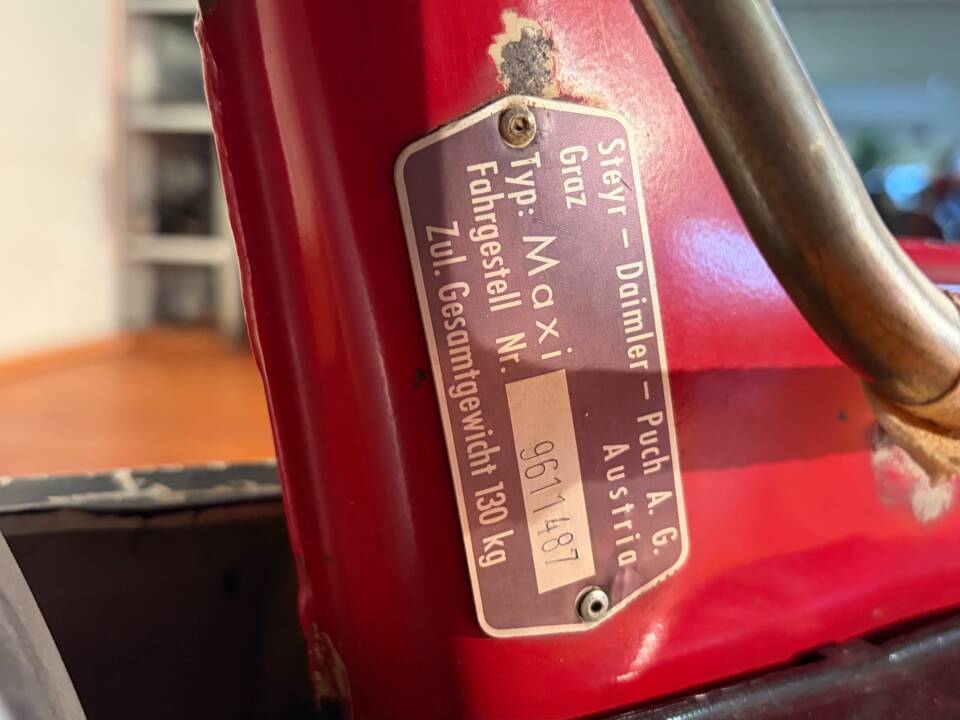 Steyr – Daimler – Puch A. G.
Graz Austria
Typ: Maxi
Fahrgestell Nr. 9611487
Zul. Gesamtgewicht 130 kg